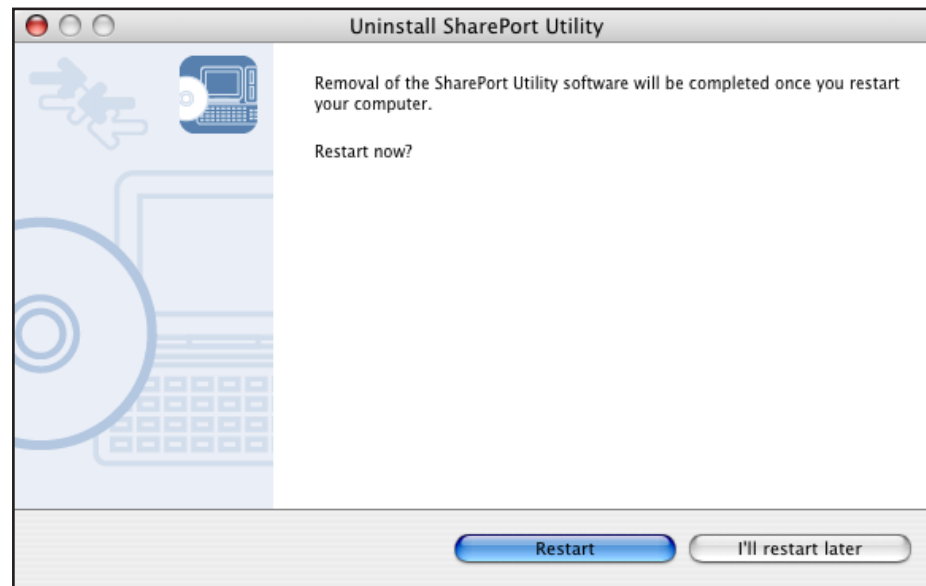 Uninstall SharePort Utility
Removal of the SharePort Utility software will be completed once you restart
your computer.
Restart now?
Restart
I'll restart later